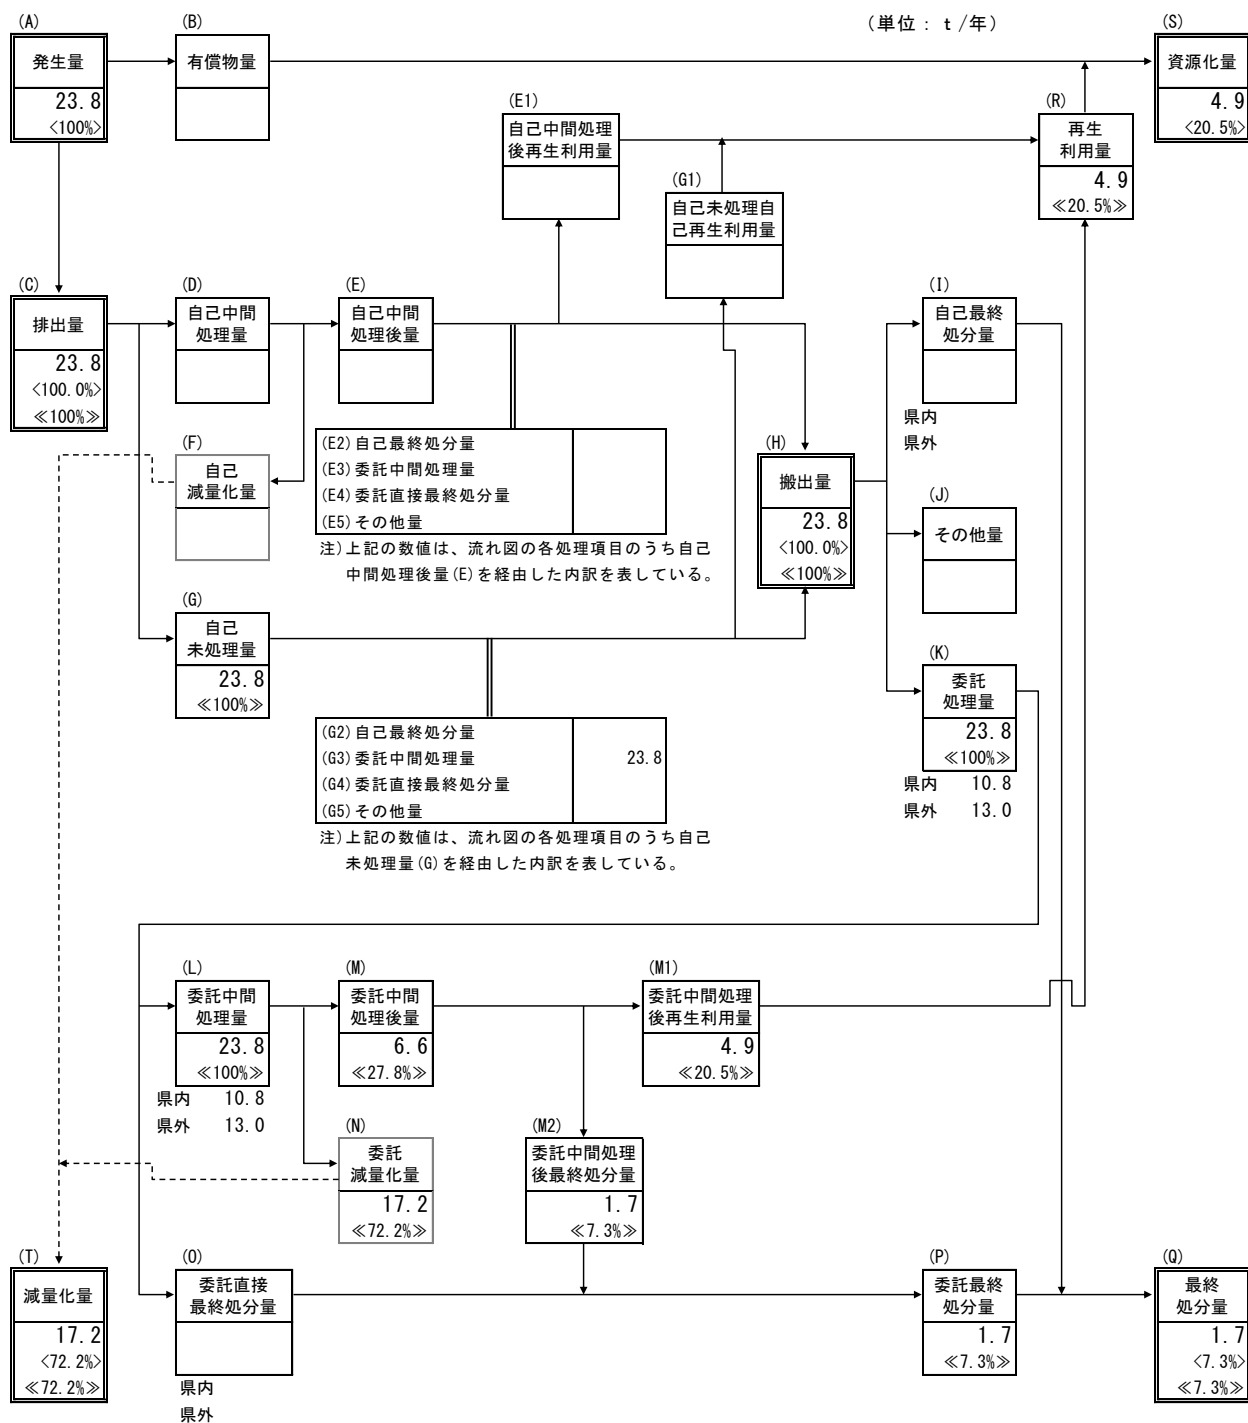 (単位：t/年)
(A)
発生量
23.8
<100%>
(B)
有償物量
(S)
資源化量
4.9
<20.5%>
(E1)
自己中間処理
後再生利用量
(R)
再生
利用量
4.9
≪20.5%≫
(G1)
自己未処理自
己再生利用量
(C)
排出量
23.8
<100.0%>
≪100%≫
(D)
自己中間
処理量
(E)
自己中間
処理後量
(I)
自己最終
処分量
県内
県外
(F)
自己
減量化量
(E2)自己最終処分量
(E3)委託中間処理量
(E4)委託直接最終処分量
(E5)その他量
注)上記の数値は、流れ図の各処理項目のうち自己
中間処理後量(E)を経由した内訳を表している。
(H)
搬出量
23.8
<100.0%>
≪100%≫
(J)
その他量
(G)
自己
未処理量
23.8
≪100%≫
(K)
委託
処理量
23.8
≪100%≫
県内 10.8
県外 13.0
(G2)自己最終処分量
(G3)委託中間処理量 23.8
(G4)委託直接最終処分量
(G5)その他量
注)上記の数値は、流れ図の各処理項目のうち自己
未処理量(G)を経由した内訳を表している。
(L)
委託中間
処理量
23.8
≪100%≫
県内 10.8
県外 13.0
(M)
委託中間
処理後量
6.6
≪27.8%≫
(M1)
委託中間処理
後再生利用量
4.9
≪20.5%≫
(N)
委託
減量化量
17.2
≪72.2%≫
(M2)
委託中間処理
後最終処分量
1.7
≪7.3%≫
(T)
減量化量
17.2
<72.2%>
≪72.2%≫
(O)
委託直接
最終処分量
県内
県外
(P)
委託最終
処分量
1.7
≪7.3%≫
(Q)
最終
処分量
1.7
<7.3%>
≪7.3%≫